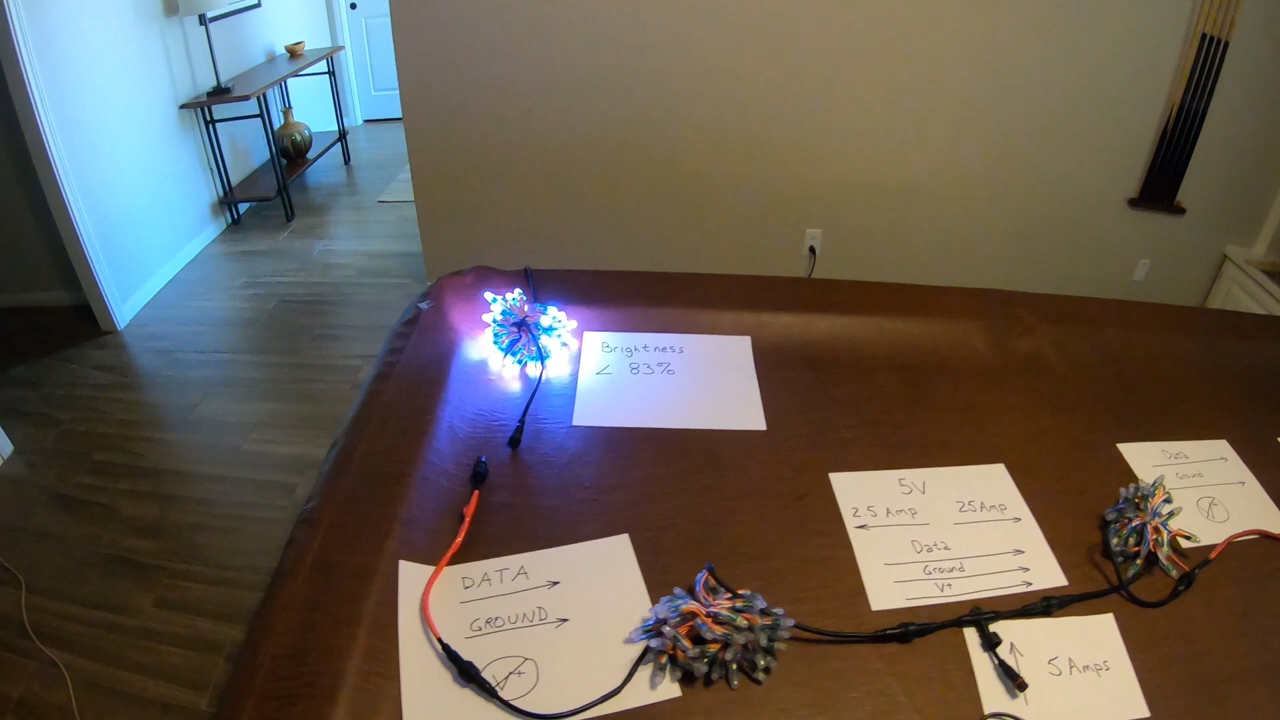 Brightness
∠ 83%
DATA
GROUND
V+
5V
2.5 Amp 2.5 Amp
Data
Ground
V+
5 Amps
Data
Ground
V+